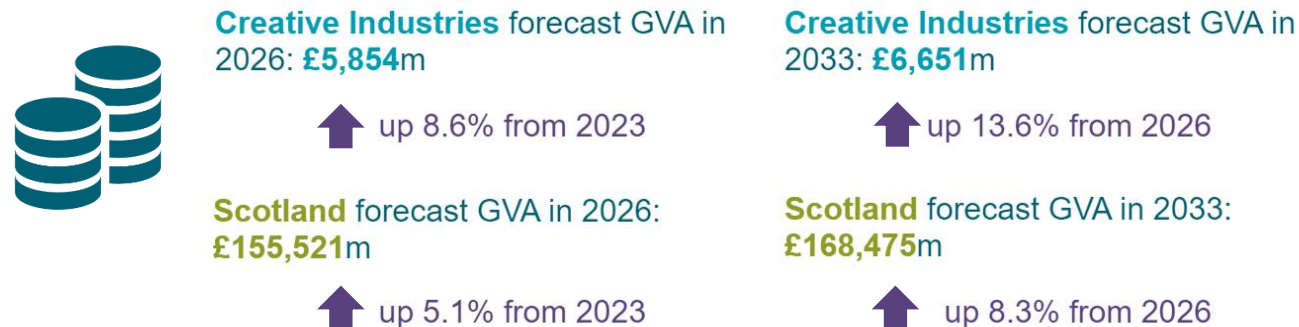 Creative Industries forecast GVA in
2026: £5,854m
up 8.6% from 2023
Scotland forecast GVA in 2026:
£155,521m
up 5.1% from 2023
Creative Industries forecast GVA in
2033: £6,651m
up 13.6% from 2026
Scotland forecast GVA in 2033:
£168,475m
up 8.3% from 2026